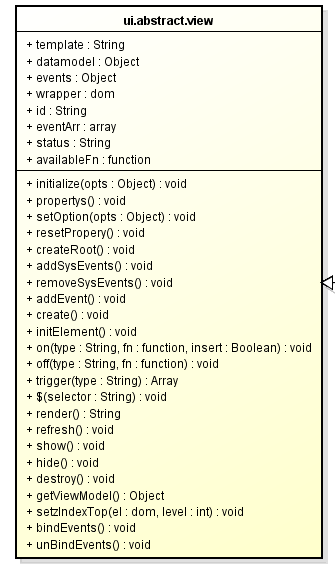 ui.abstract.view
+ template : String
+ datamodel : Object
+ events : Object
+ wrapper : dom
+ id : String
+ eventArr : array
+ status : String
+ availableFn : function
+ initialize(opts : Object) : void
+ propertys() : void
+ setOption(opts : Object) : void
+ resetPropery() : void
+ createRoot() : void
+ addSysEvents() : void
+ removeSysEvents() : void
+ addEvent() : void
+ create() : void
+ initElement() : void
+ on(type : String, fn : function, insert : Boolean) : void
+ off(type : String, fn : function) : void
+ trigger(type : String) : Array
+ $(selector : String) : void
+ render() : String
+ refresh() : void
+ show() : void
+ hide() : void
+ destroy() : void
+ getViewModel() : Object
+ setzIndexTop(el : dom, level : int) : void
+ bindEvents() : void
+ unBindEvents() : void